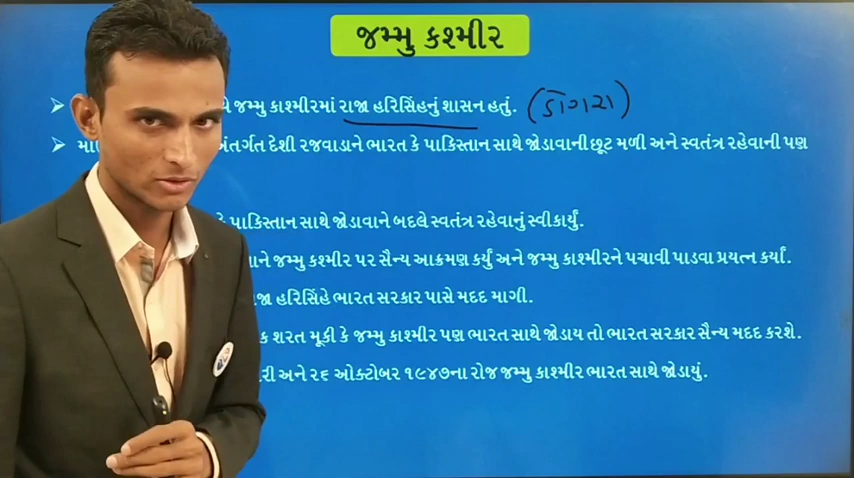 જમ્મુ કશ્મીર
જમ્મુ કાશ્મીરમાં રાજા હરિસિંહનું શાસન હતું. (ડોગરા)
અંતર્ગત દેશી રજવાડાને ભારત કે પાકિસ્તાન સાથે જોડાવાની છૂટ મળી અને સ્વતંત્ર રહેવાની પણ
કે પાકિસ્તાન સાથે જોડાવાને બદલે સ્વતંત્ર રહેવાનું સ્વીકાર્યું.
જમ્મુ કશ્મીર પર સૈન્ય આક્રમણ કર્યું અને જમ્મુ કાશ્મીરને પચાવી પાડવા પ્રયત્ન કર્યાં.
હરિસિંહે ભારત સરકાર પાસે મદદ માગી.
શરત મૂકી કે જમ્મુ કાશ્મીર પણ ભારત સાથે જોડાય તો ભારત સરકાર સૈન્ય મદદ કરશે.
અને ૨૬ ઓક્ટોબર ૧૯૪૭ના રોજ જમ્મુ કાશ્મીર ભારત સાથે જોડાયું.